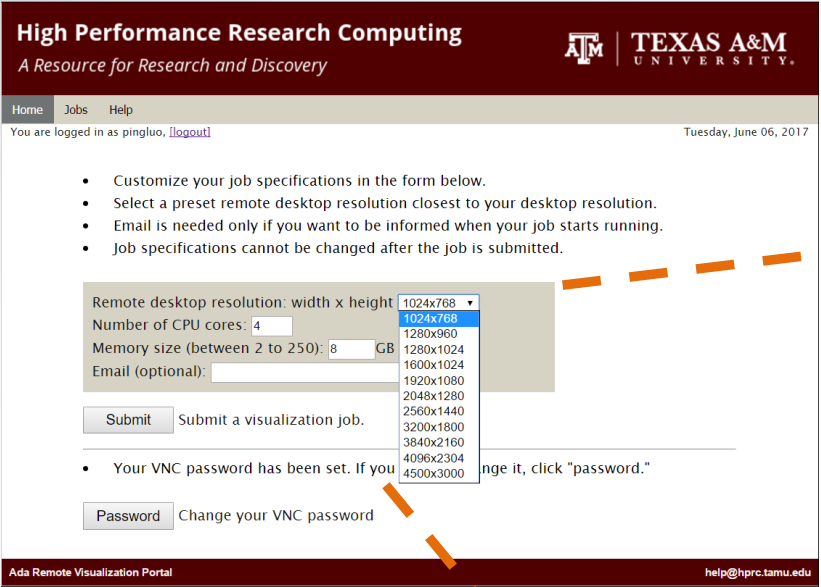 High Performance Research Computing
A Resource for Research and Discovery
ĀM TEXAS A&M
UNIVERSITY.
Home Jobs Help
You are logged in as pingluo, [logout]
Tuesday, June 06, 2017
• Customize your job specifications in the form below.
• Select a preset remote desktop resolution closest to your desktop resolution.
• Email is needed only if you want to be informed when your job starts running.
• Job specifications cannot be changed after the job is submitted.
Remote desktop resolution: width x height 1024x768
Number of CPU cores: 4
Memory size (between 2 to 250): 8 GB
Email (optional):
1024x768
1280x960
1280x1024
1600x1024
1920x1080
2048x1280
2560x1440
3200x1800
3840x2160
4096x2304
4500x3000
Submit Submit a visualization job.
• Your VNC password has been set. If you nge it, click "password."
Password Change your VNC password
Ada Remote Visualization Portal
help@hprc.tamu.edu